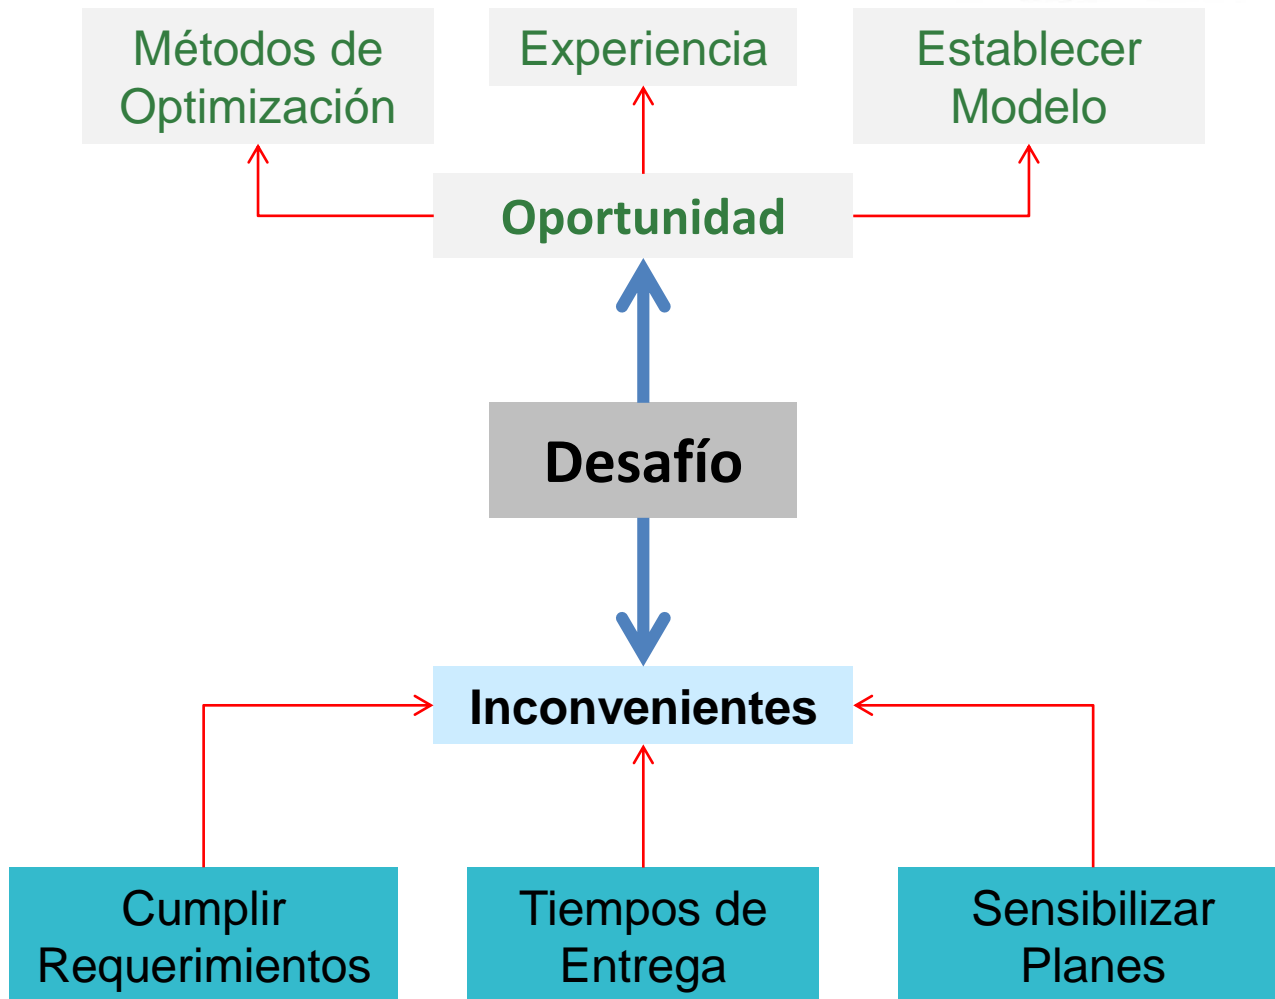 Métodos de
Optimización
Experiencia
Establecer
Modelo
Oportunidad
Desafío
Inconvenientes
Cumplir
Requerimientos
Tiempos de
Entrega
Sensibilizar
Planes